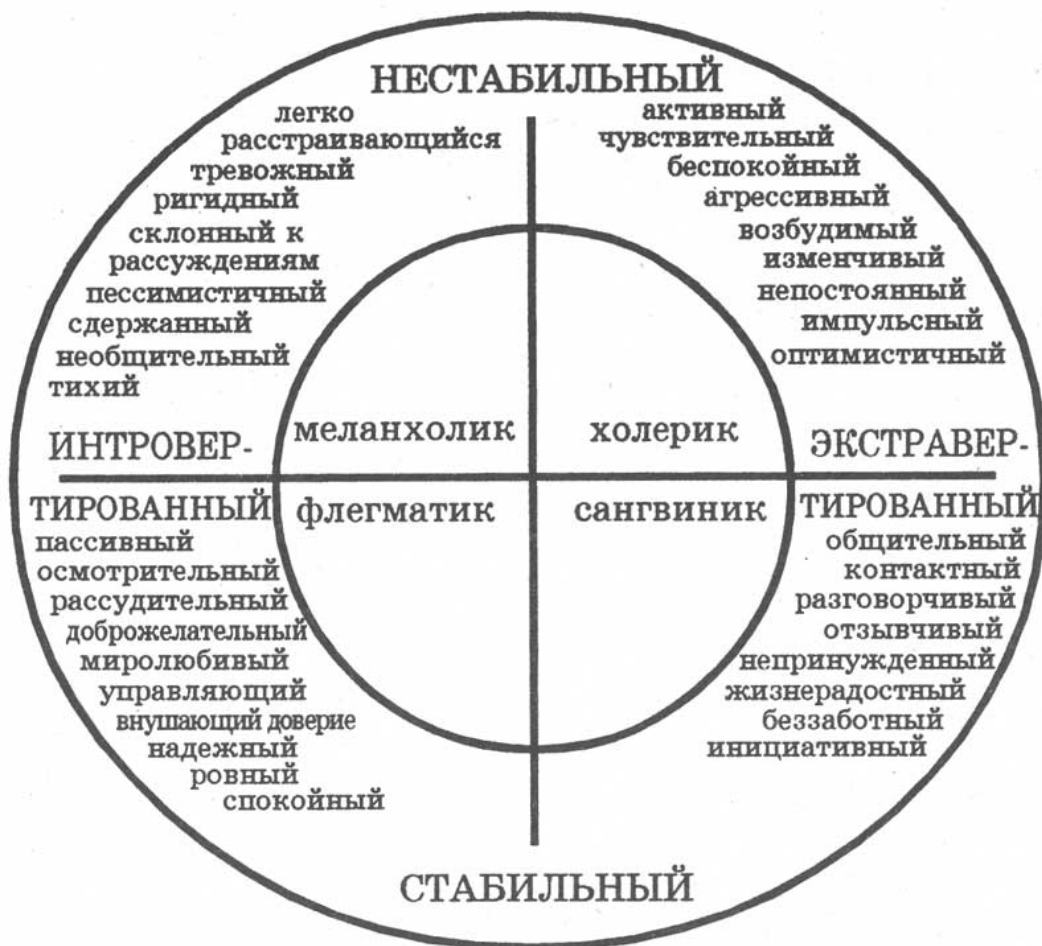 НЕСТАБИЛЬНЫЙ
легко
расстраивающийся
тревожный
ригидный
склонный к
рассуждениям
пессимистичный
сдержанный
необщительный
тихий
активный
чувствительный
беспокойный
агрессивный
возбудимый
изменчивый
непостоянный
импульсный
оптимистичный
меланхолик
холерик
ИНТРОВЕР-
ТИРОВАННЫЙ
ЭКСТРАВЕР-
ТИРОВАННЫЙ
флегматик
сангвиник
пассивный
осмотрительный
рассудительный
доброжелательный
миролюбивый
управляющий
внушающий доверие
надежный
ровный
спокойный
общительный
контактный
разговорчивый
отзывчивый
непринужденный
жизнерадостный
беззаботный
инициативный
СТАБИЛЬНЫЙ